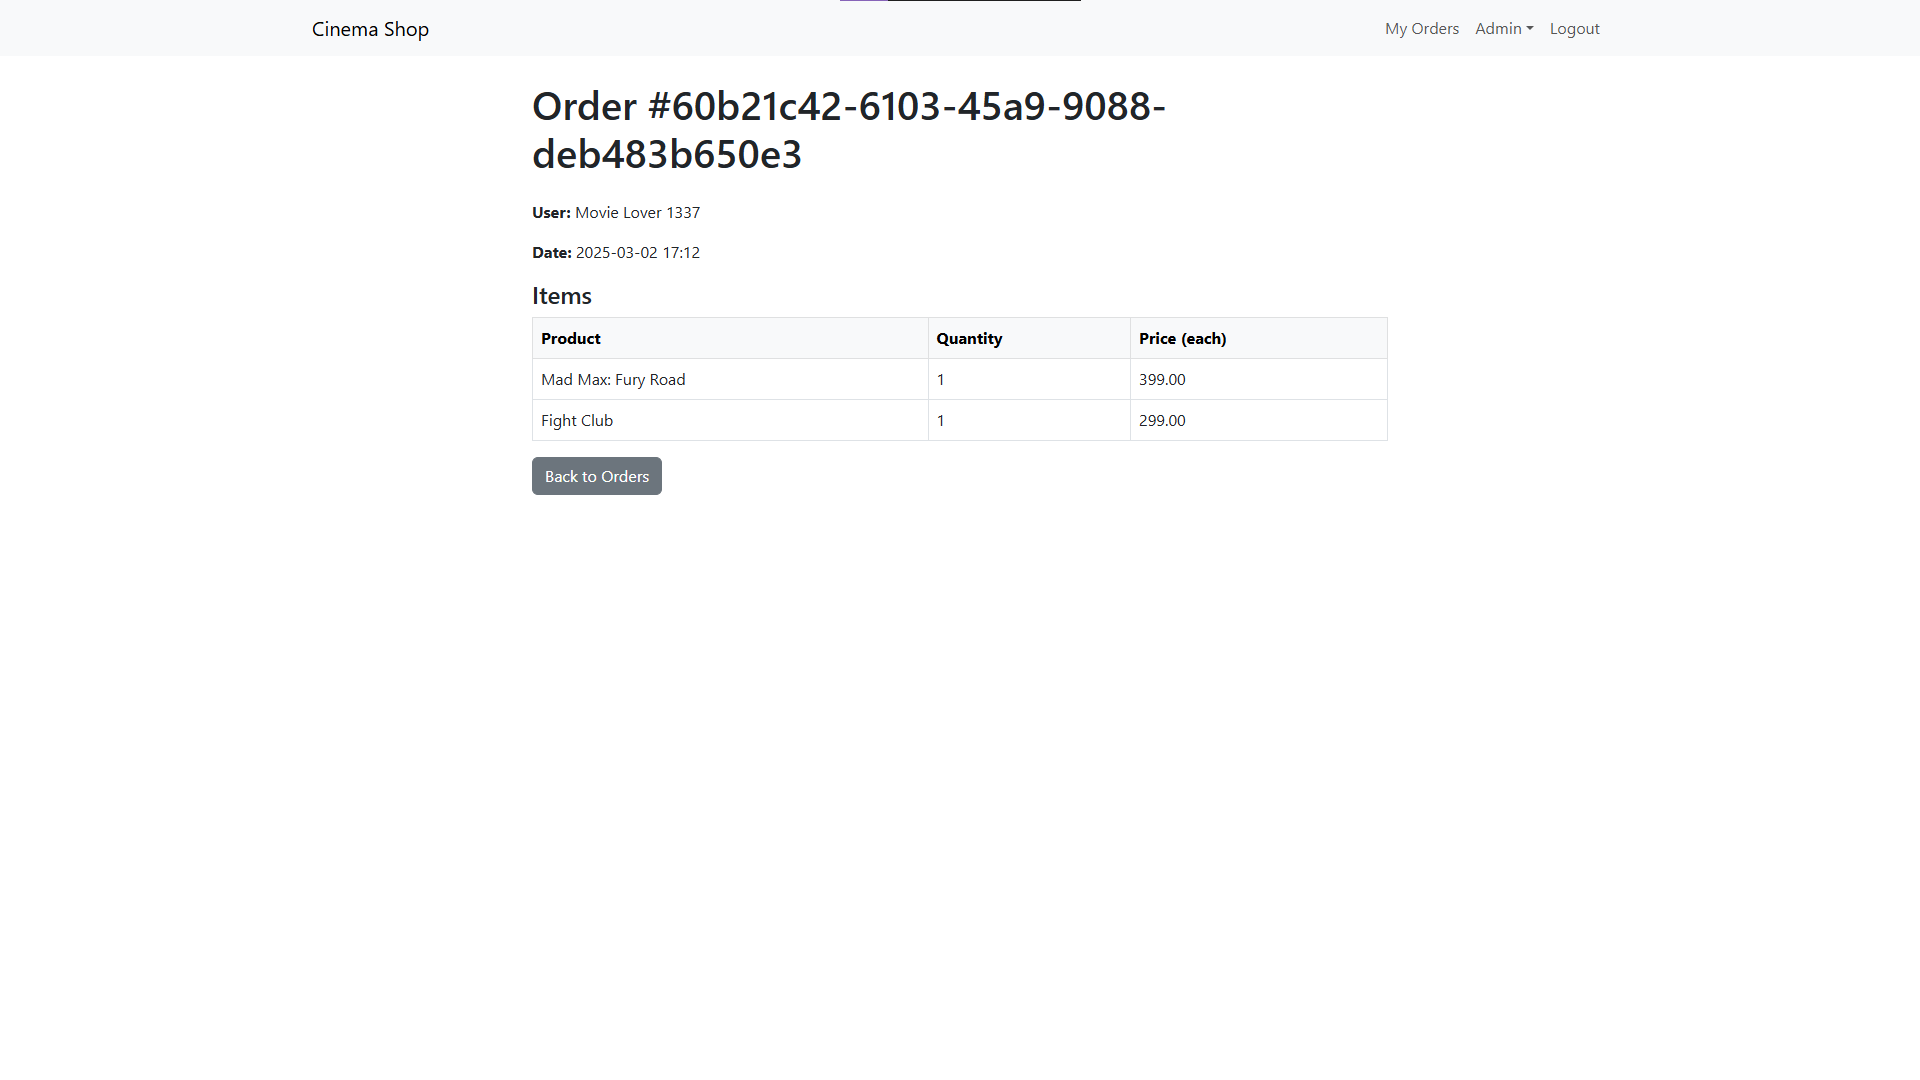 Cinema Shop My Orders Admin Logout
Order #60b21c42-6103-45a9-9088-
deb483b650e3
User: Movie Lover 1337
Date: 2025-03-02 17:12
Items
Product Quantity Price (each)
Mad Max: Fury Road 1 399.00
Fight Club 1 299.00
Back to Orders